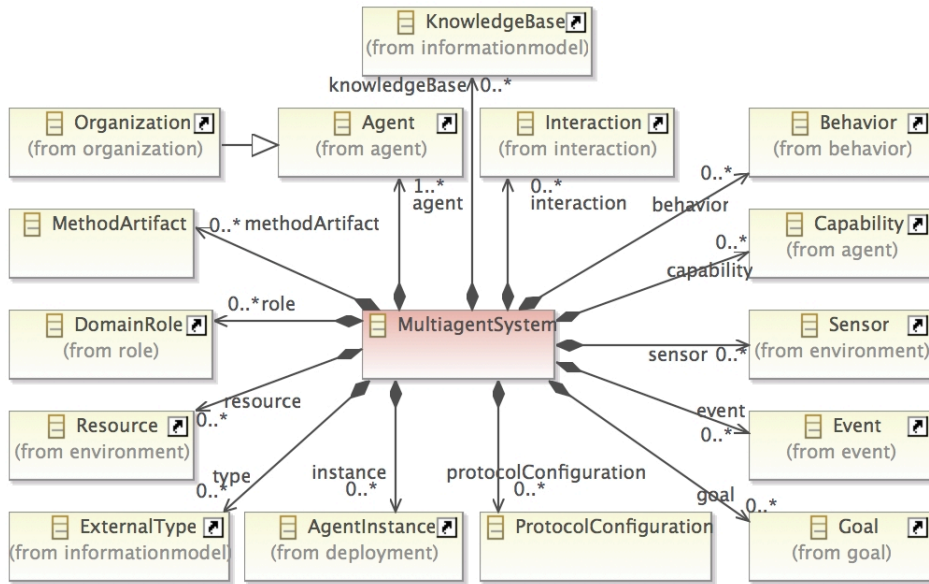 KnowledgeBase
(from informationmodel)
knowledgeBase 0..*
Organization
(from organization)
Agent
(from agent)
Interaction
(from interaction)
Behavior
(from behavior)
1..*
agent
0..*
interaction
0..*
behavior
MethodArtifact
0..* methodArtifact
Capability
(from agent)
0..*
capability
DomainRole
(from role)
0..* role
MultiagentSystem
Sensor
(from environment)
sensor 0..*
Resource
(from environment)
resource
0..*
Event
(from event)
event
0..*
type
0..*
instance
0..*
protocolConfiguration
0..*
goal
0..*
ExternalType
(from informationmodel)
AgentInstance
(from deployment)
ProtocolConfiguration
Goal
(from goal)